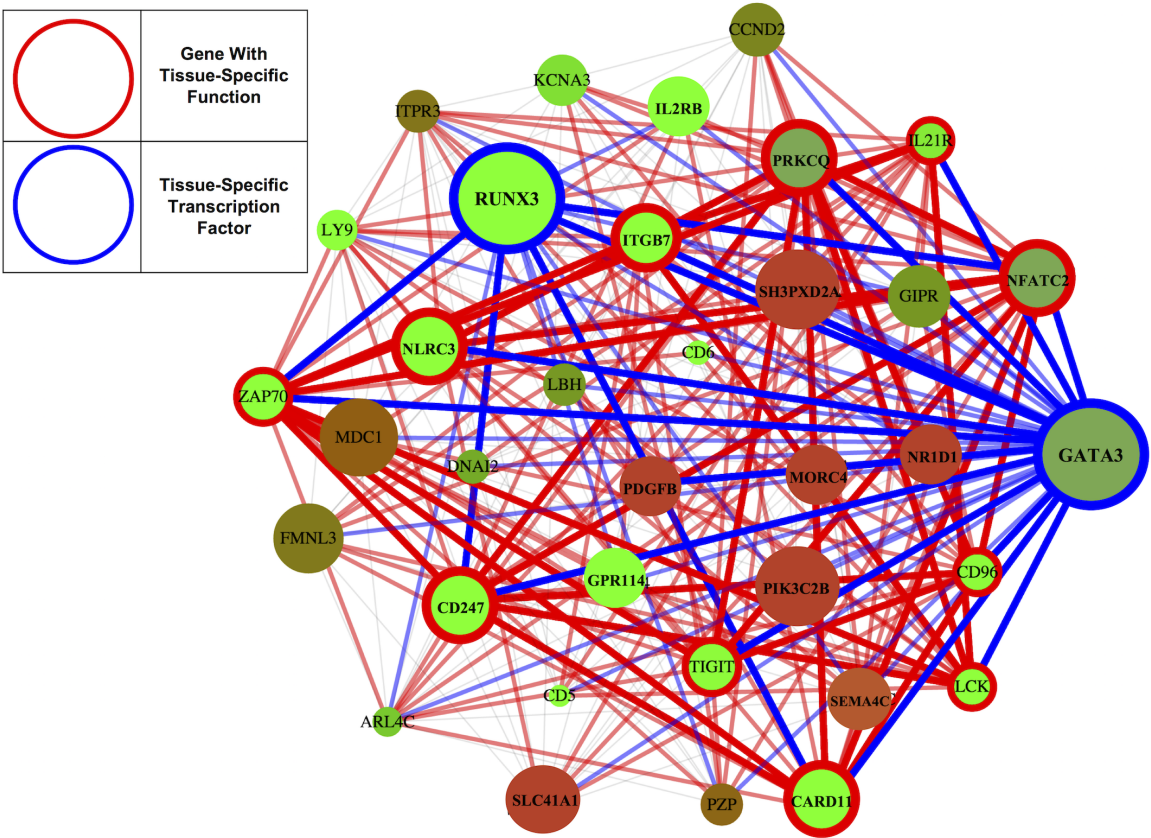 Gene With
Tissue-Specific
Function
Tissue-Specific
Transcription
Factor
CCND2
KCNA3
ITPR3
IL2RB
IL21R
PRKCQ
RUNX3
LY9
ITGB7
NFATC2
SH3PXD2A
GIPR
NLRC3
CD6
LBH
ZAP70
MDC1
DNAI2
NR1D1
GATA3
PDGFB
MORC4
FMNL3
CD96
GPR114
PIK3C2B
CD247
TIGIT
LCK
CD5
SEMA4C
ARL4C
SLC41A1
PZP
CARD11